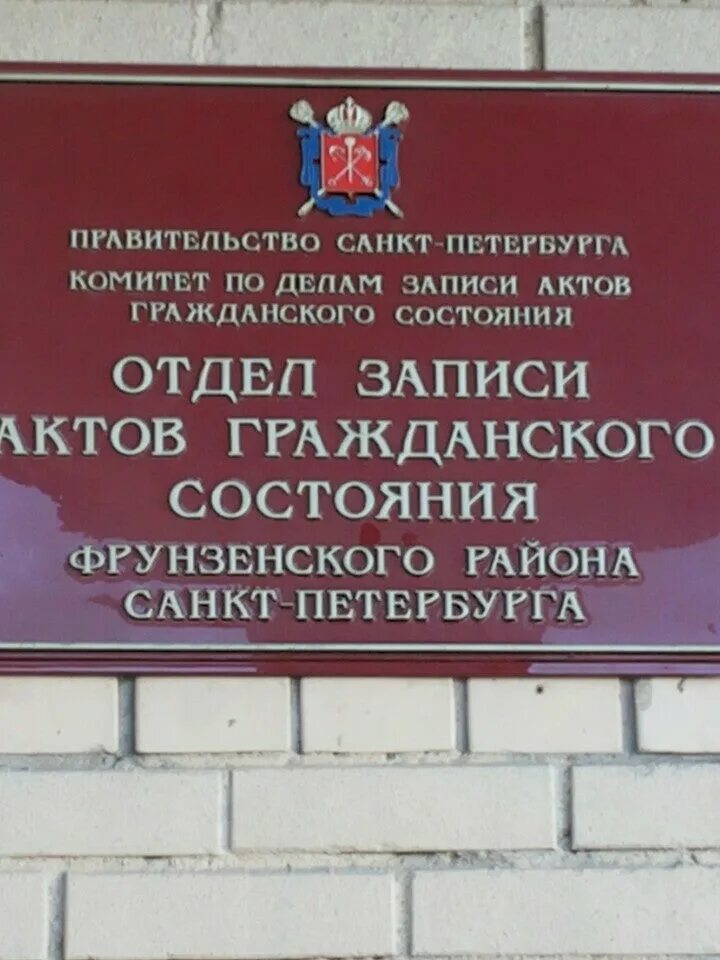 ПРАВИТЕЛЬСТВО САНКТ-ПЕТЕРБУРГА
КОМИТЕТ ПО ДЕЛАМ ЗАПИСИ АКТОВ
ГРАЖДАНСКОГО СОСТОЯНИЯ
ОТДЕЛ ЗАПИСИ
АКТОВ ГРАЖДАНСКОГО
СОСТОЯНИЯ
ФРУНЗЕНСКОГО РАЙОНА
САНКТ-ПЕТЕРБУРГА